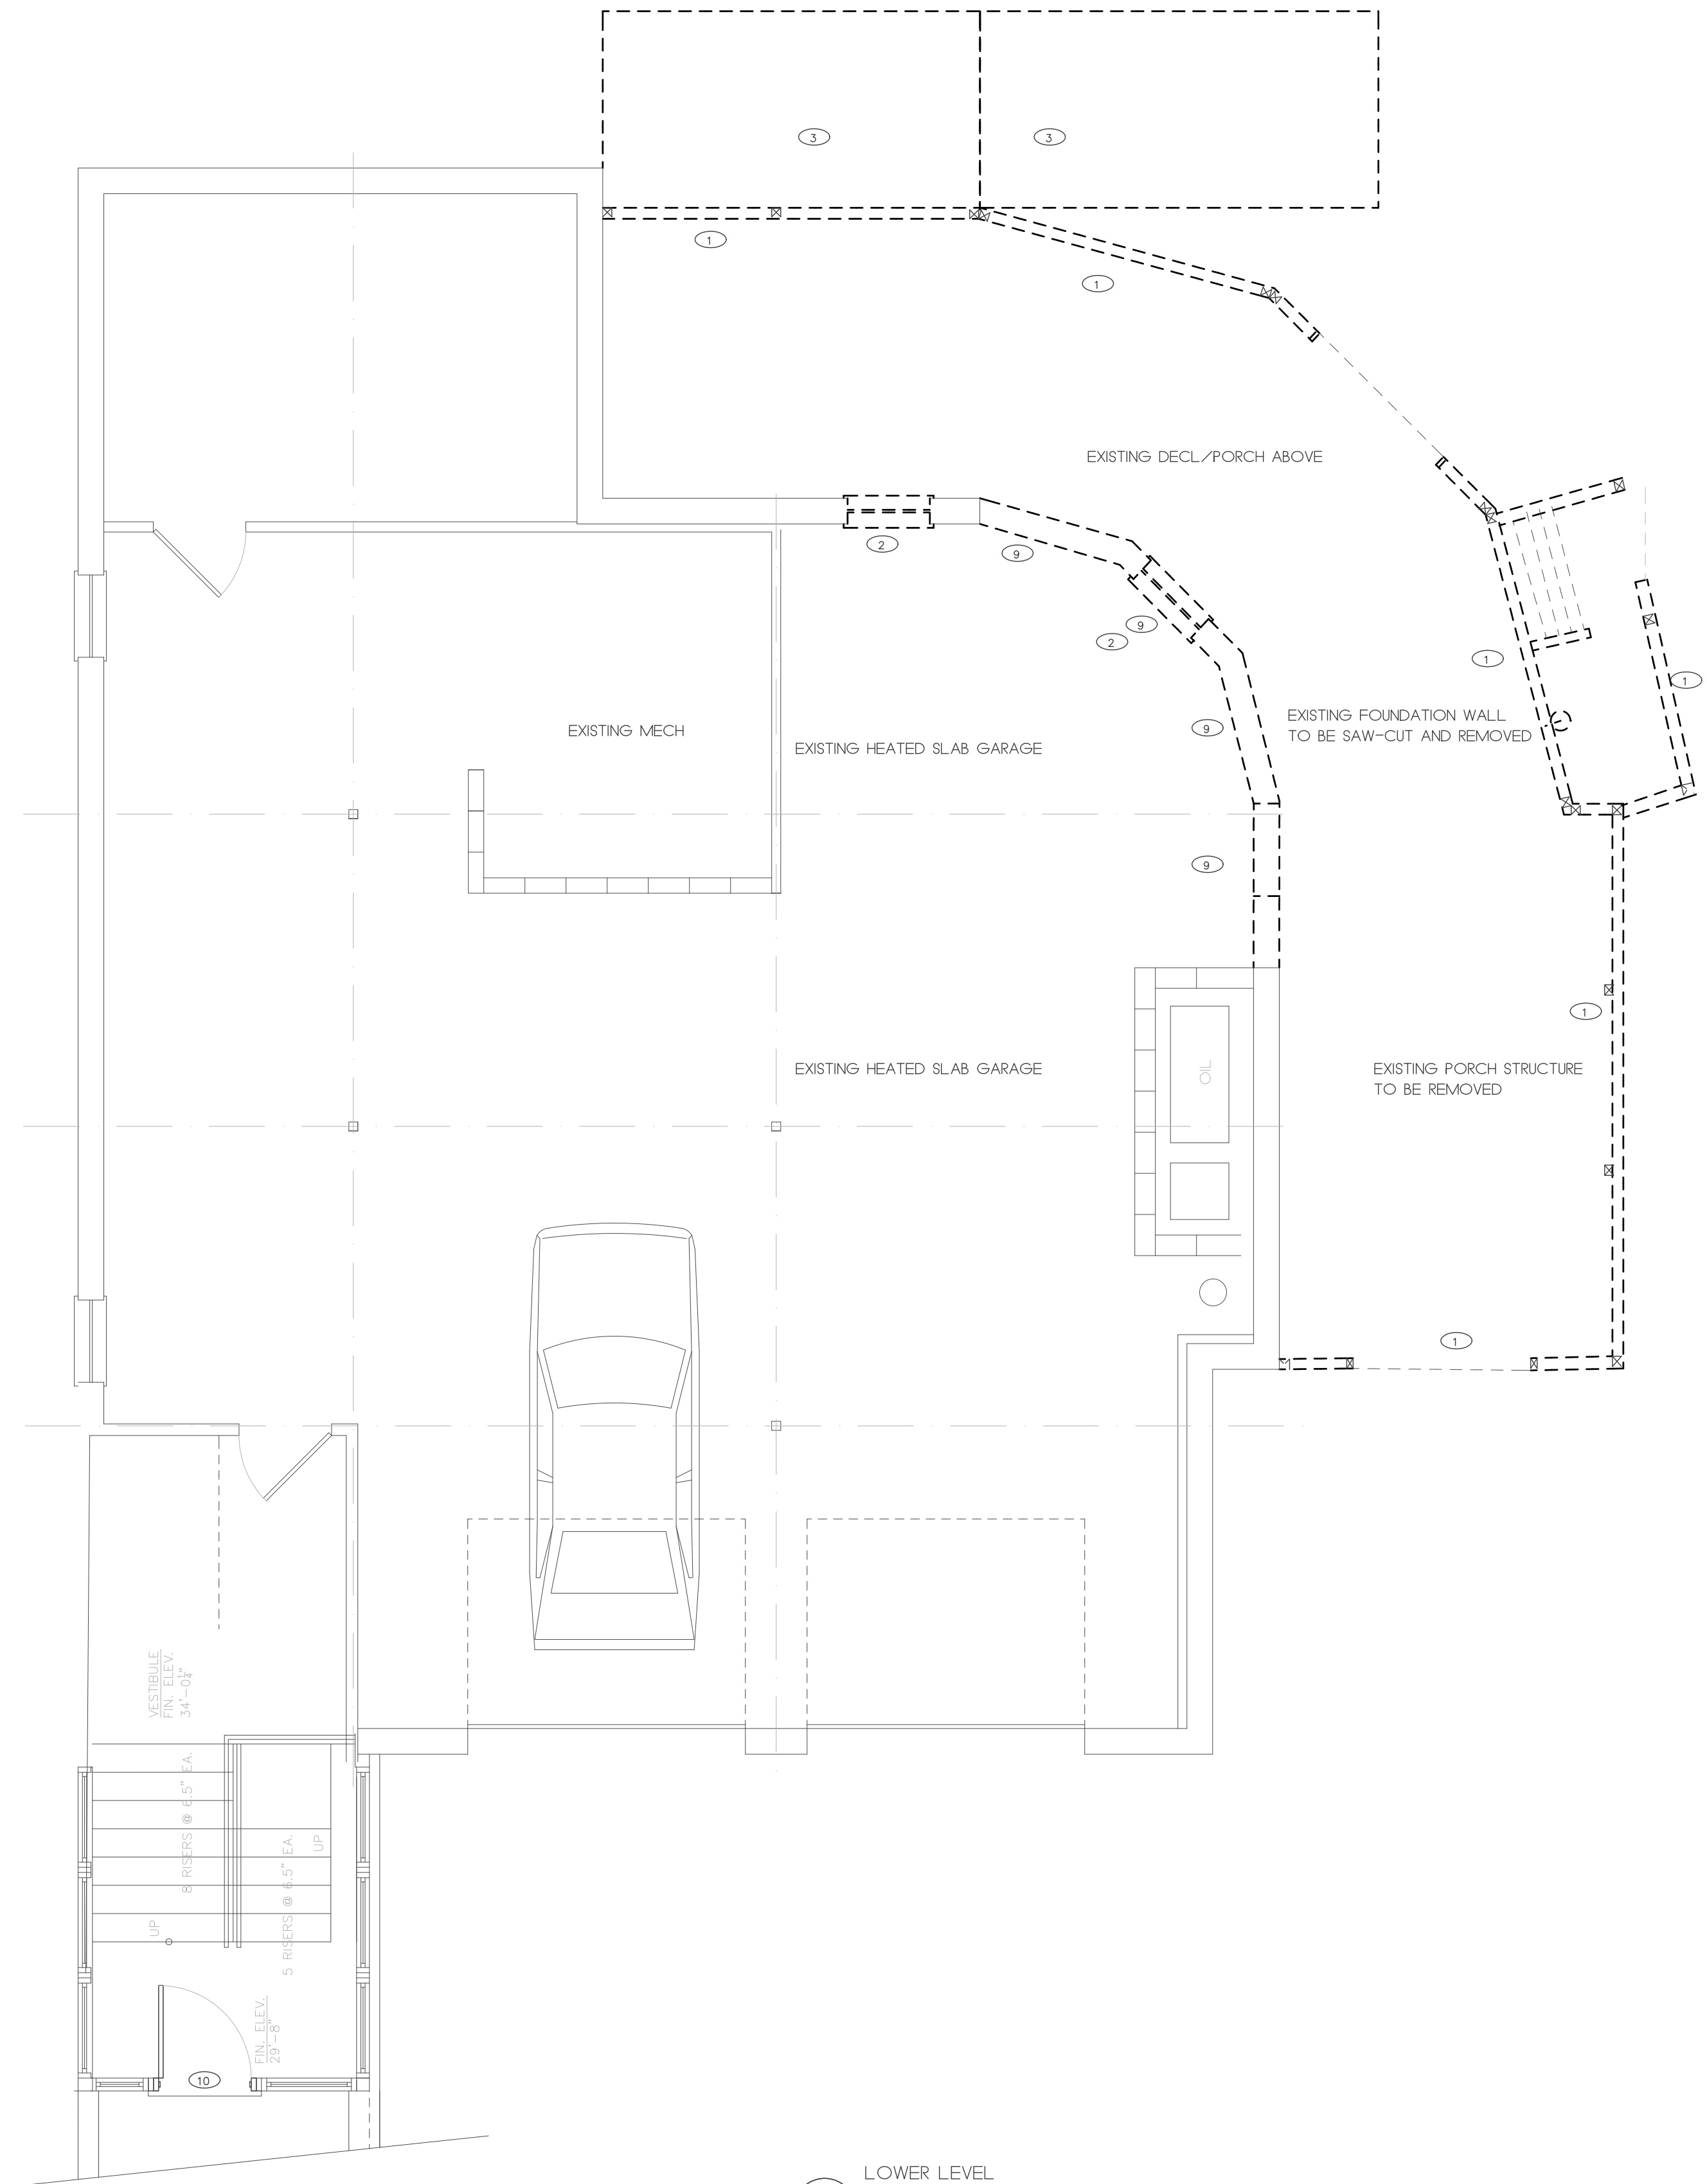 3
3
1
1
EXISTING DECL/PORCH ABOVE
2
9
9
2
1
1
EXISTING MECH
EXISTING HEATED SLAB GARAGE
9
EXISTING FOUNDATION WALL
TO BE SAW-CUT AND REMOVED
9
1
EXISTING HEATED SLAB GARAGE
OIL
EXISTING PORCH STRUCTURE
TO BE REMOVED
1
VESTIBULE
FIN. ELEV.
34'-0¼"
8 RISERS @ 6.5" EA.
UP
5 RISERS @ 6.5" EA.
UP
FIN. ELEV.
29'-8"
10
LOWER LEVEL